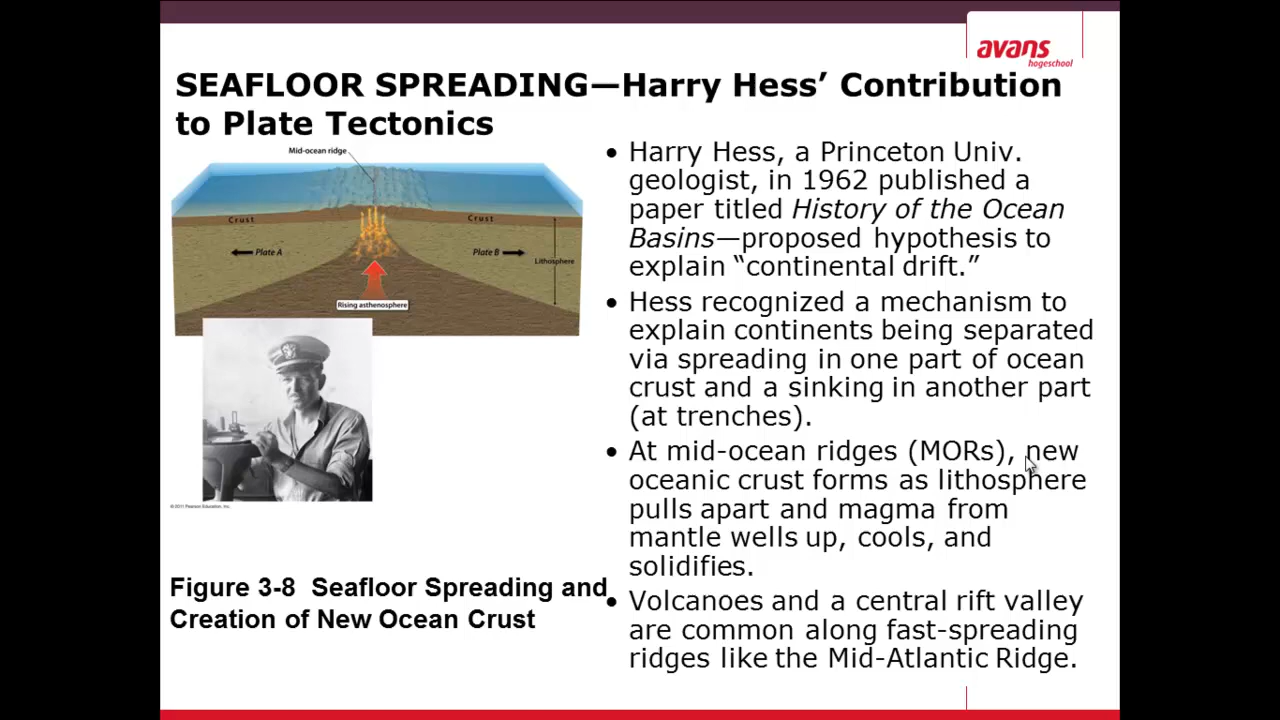 avans
hogeschool
SEAFLOOR SPREADING—Harry Hess’ Contribution
to Plate Tectonics
Mid-ocean ridge
Crust
Crust
Plate A
Plate B
Lithosphere
Rising asthenosphere
© 2011 Pearson Education, Inc.
Figure 3-8 Seafloor Spreading and
Creation of New Ocean Crust
• Harry Hess, a Princeton Univ.
geologist, in 1962 published a
paper titled History of the Ocean
Basins—proposed hypothesis to
explain “continental drift.”
• Hess recognized a mechanism to
explain continents being separated
via spreading in one part of ocean
crust and a sinking in another part
(at trenches).
• At mid-ocean ridges (MORs), new
oceanic crust forms as lithosphere
pulls apart and magma from
mantle wells up, cools, and
solidifies.
• Volcanoes and a central rift valley
are common along fast-spreading
ridges like the Mid-Atlantic Ridge.